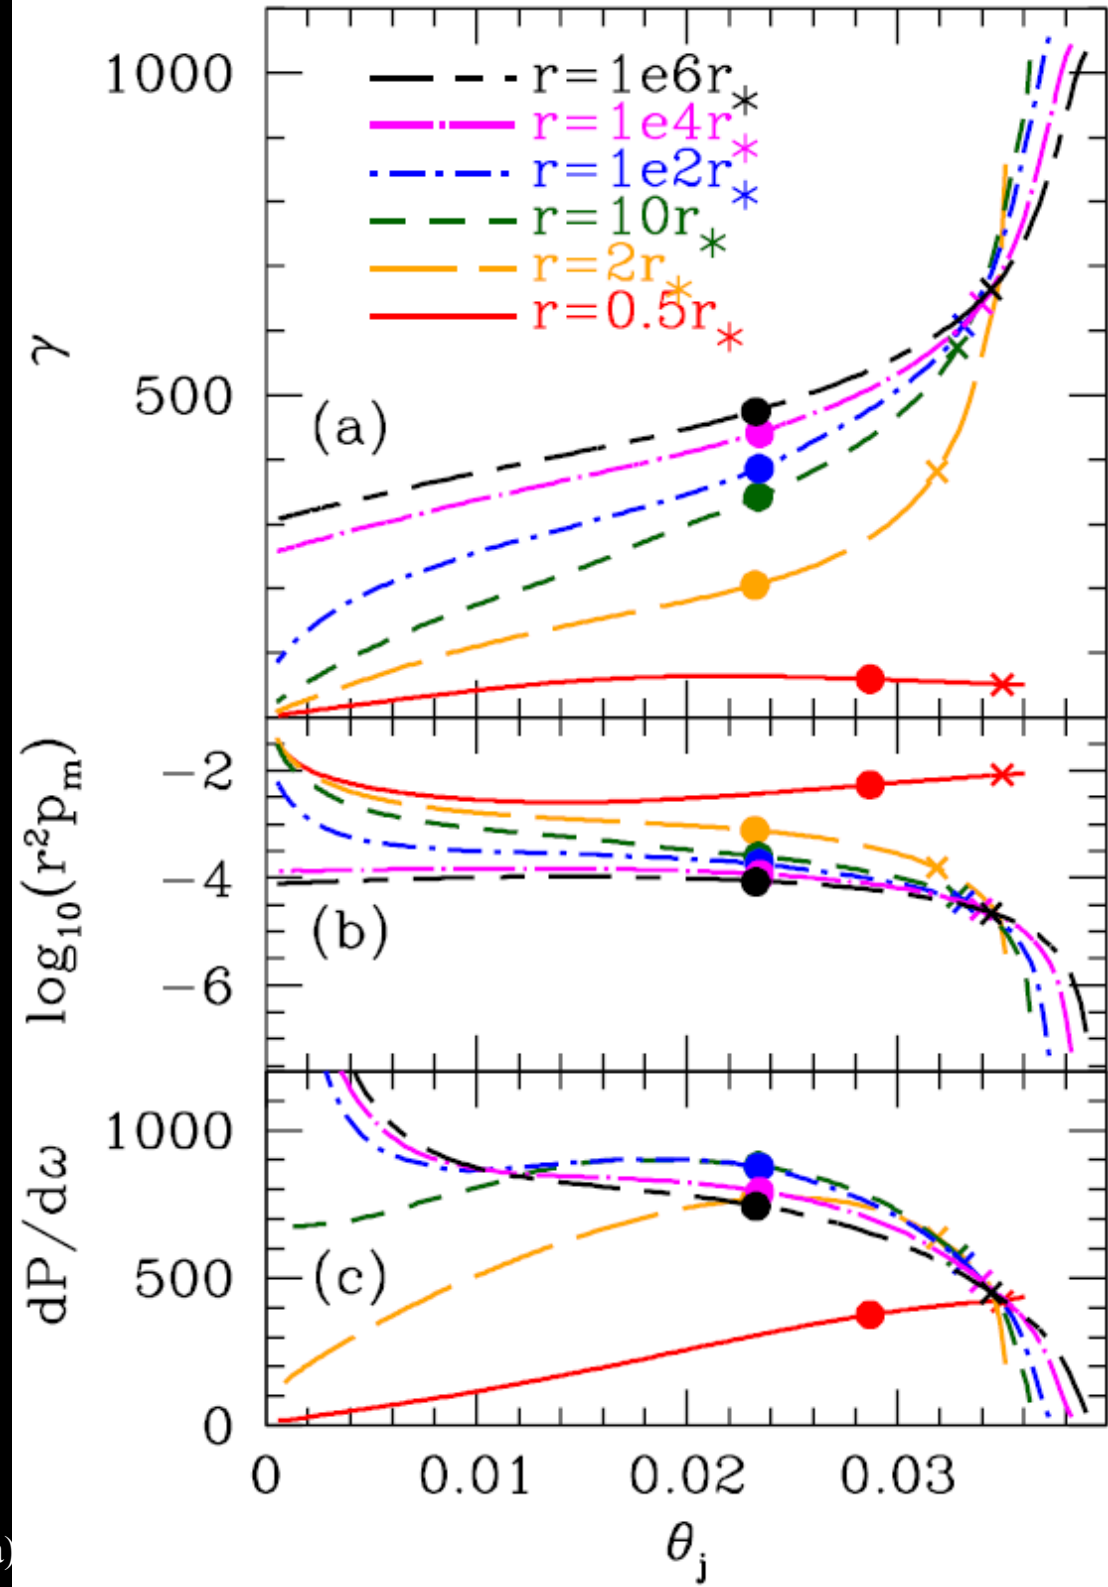 1000
500
γ
r=1e6r*
r=1e4r*
r=1e2r*
r=10r*
r=2r*
r=0.5r*
(a)
log₁₀(r²pₘ)
−2
−4
−6
(b)
dP/dω
1000
500
0
(c)
0 0.01 0.02 0.03
θⱼ